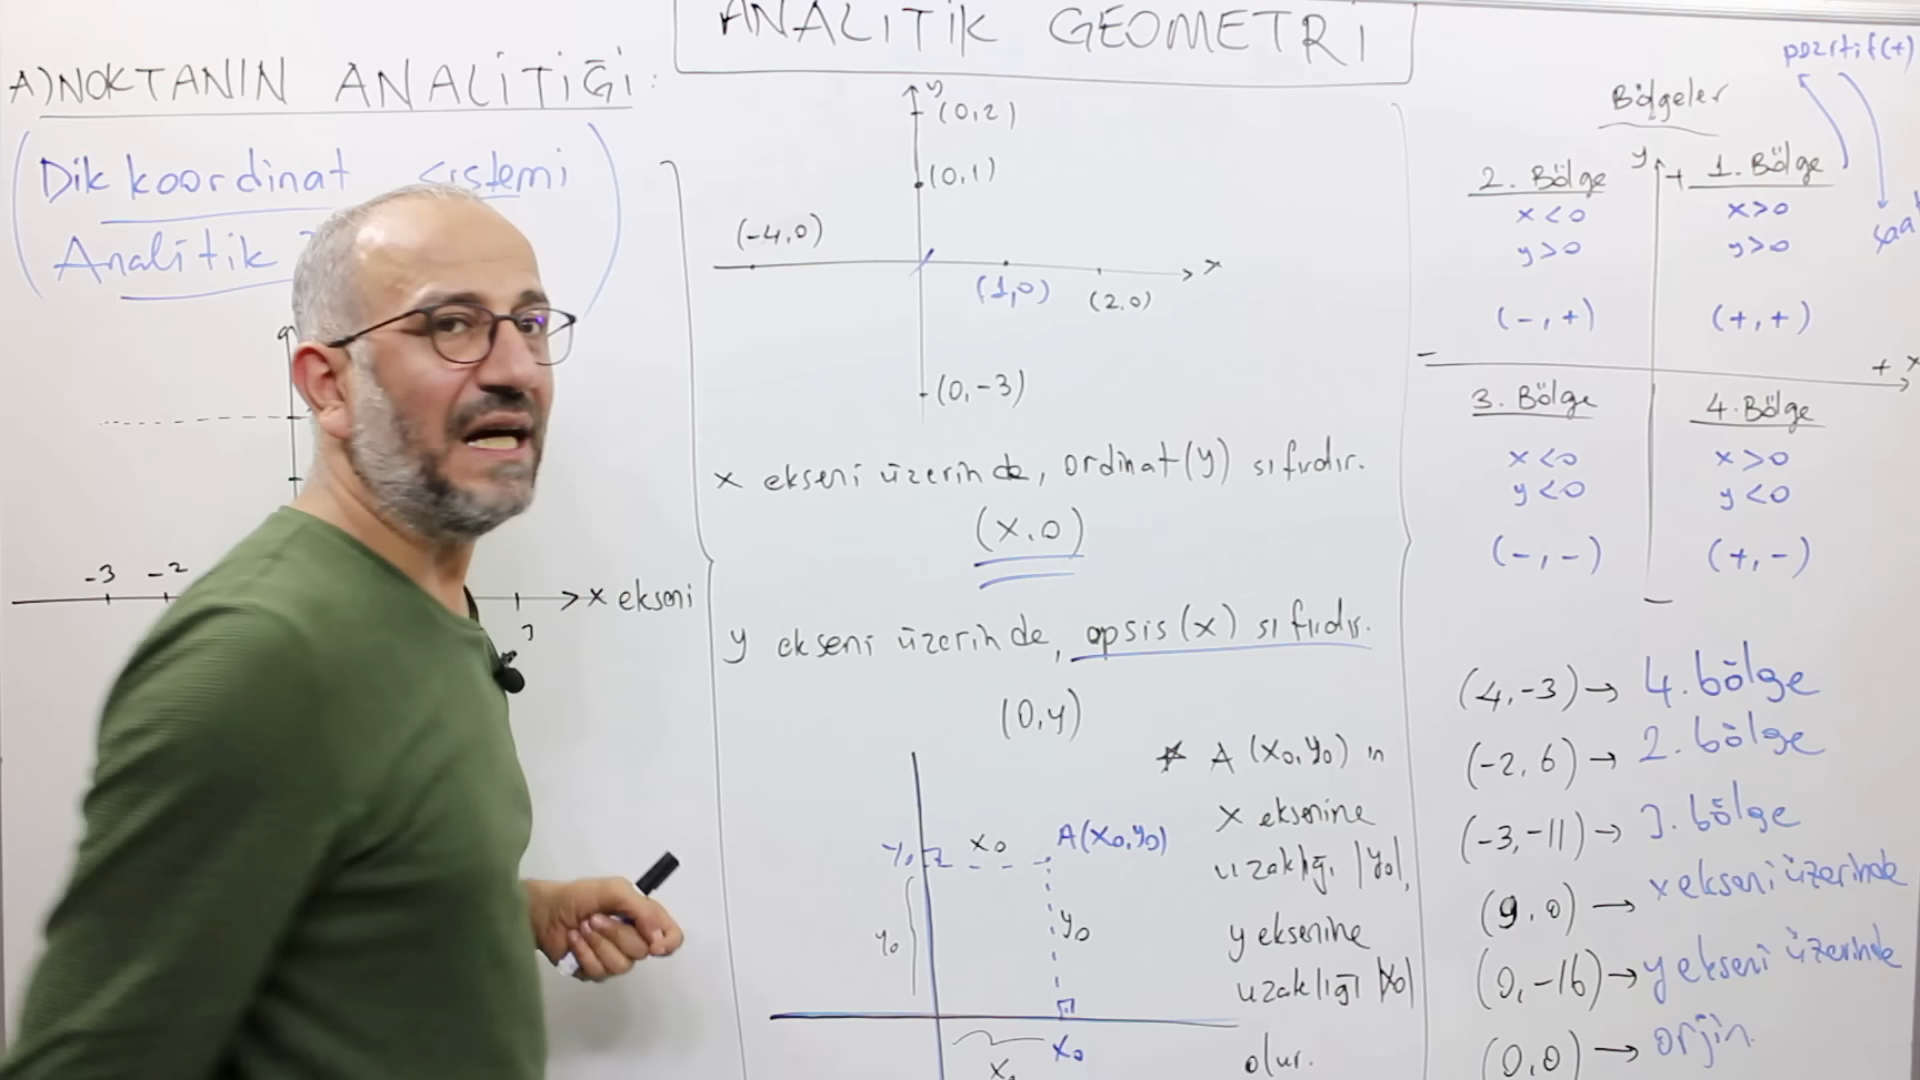 ANALİTİK GEOMETRİ
A) NOKTANIN ANALİTİĞİ:
Dik koordinat sistemi
Analitik
-3 -2
x ekseni
y
(0,2)
(0,1)
(-4,0)
x
(1,0)
(2,0)
(0,-3)
x ekseni üzerinde, ordinat(y) sıfırdır.
(x,0)
y ekseni üzerinde, apsis(x) sıfırdır.
(0,y)
y₀ x₀ A(x₀,y₀)
y₀ y₀
x₀
x₀
* A(x₀,y₀) ın
x eksenine
uzaklığı |y₀|,
y eksenine
uzaklığı |x₀|
olur.
pozitif(+)
Bölgeler
2. Bölge y + 1. Bölge
x<0 x>0
y>0 y>0
(-,+) (+,+)
- + x
3. Bölge 4. Bölge
x<0 x>0
y<0 y<0
(-,-) (+,-)
-
(4,-3) → 4. bölge
(-2,6) → 2. bölge
(-3,-11) → 3. bölge
(9,0) → x ekseni üzerinde
(0,-16) → y ekseni üzerinde
(0,0) → orjin